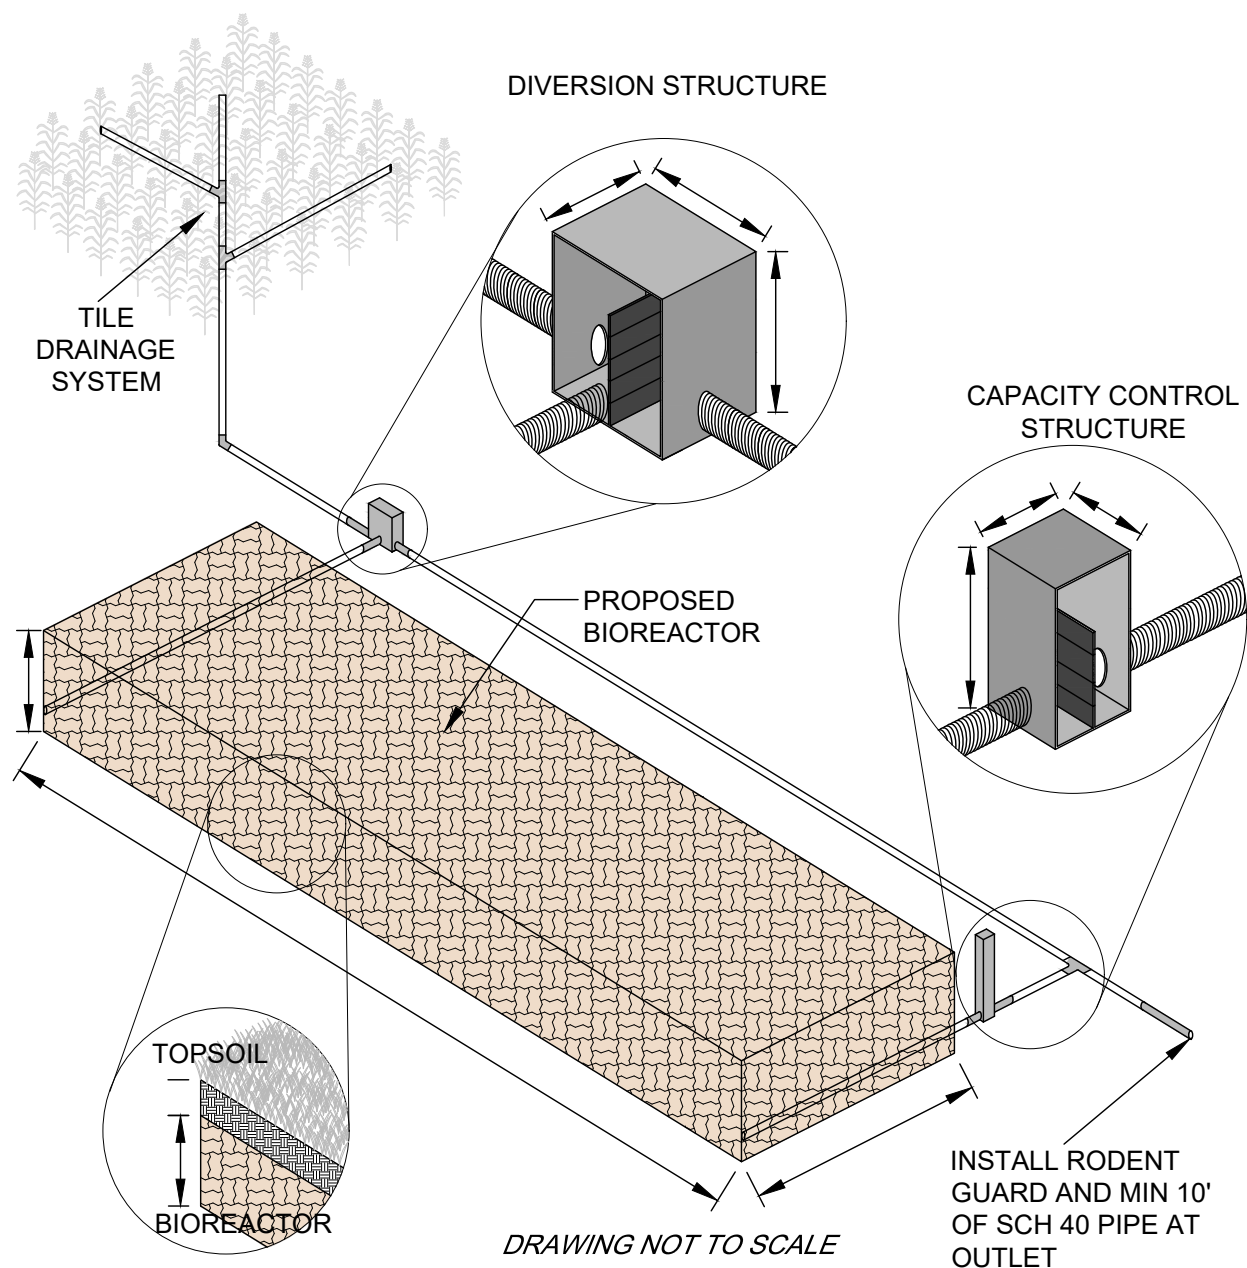 DIVERSION STRUCTURE
TILE
DRAINAGE
SYSTEM
CAPACITY CONTROL
STRUCTURE
PROPOSED
BIOREACTOR
TOPSOIL
BIOREACTOR
INSTALL RODENT
GUARD AND MIN 10'
OF SCH 40 PIPE AT
OUTLET
DRAWING NOT TO SCALE